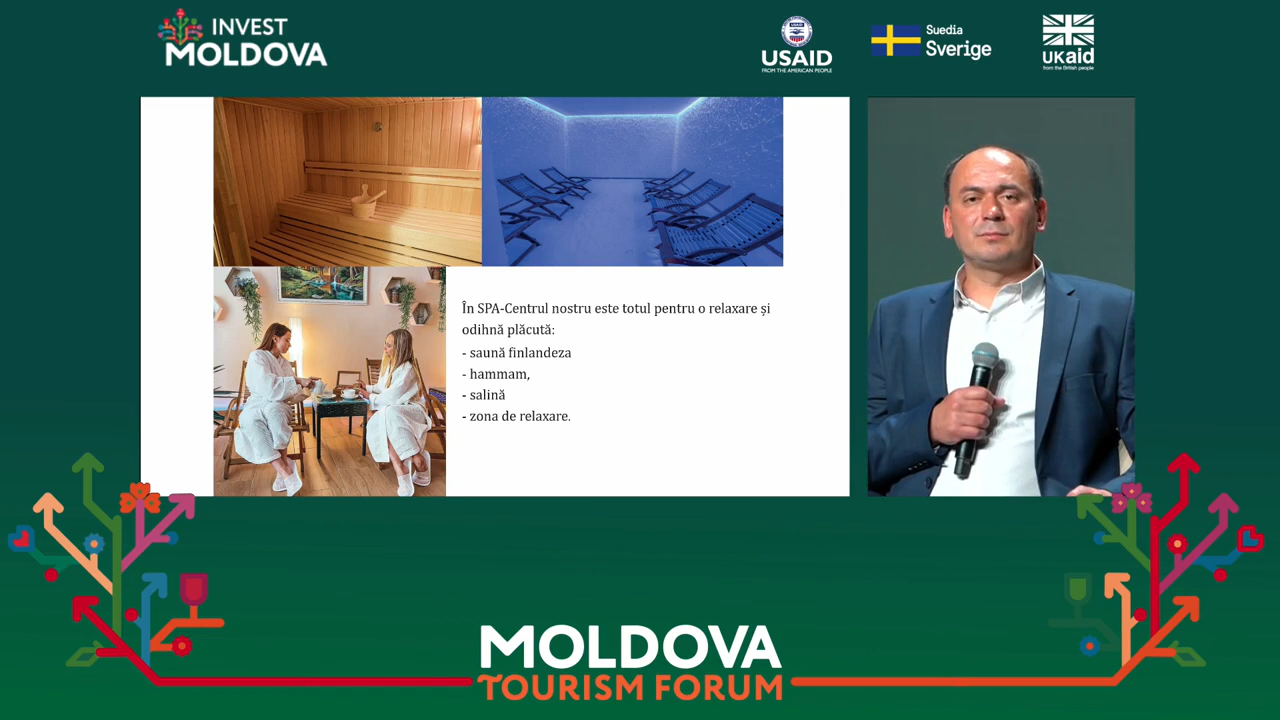 INVEST
MOLDOVA
USAID
FROM THE AMERICAN PEOPLE
Suedia
Sverige
UKaid
from the British people
În SPA-Centrul nostru este totul pentru o relaxare și
odihnă plăcută:
- saună finlandeza
- hammam,
- salină
- zona de relaxare.
MOLDOVA
TOURISM FORUM